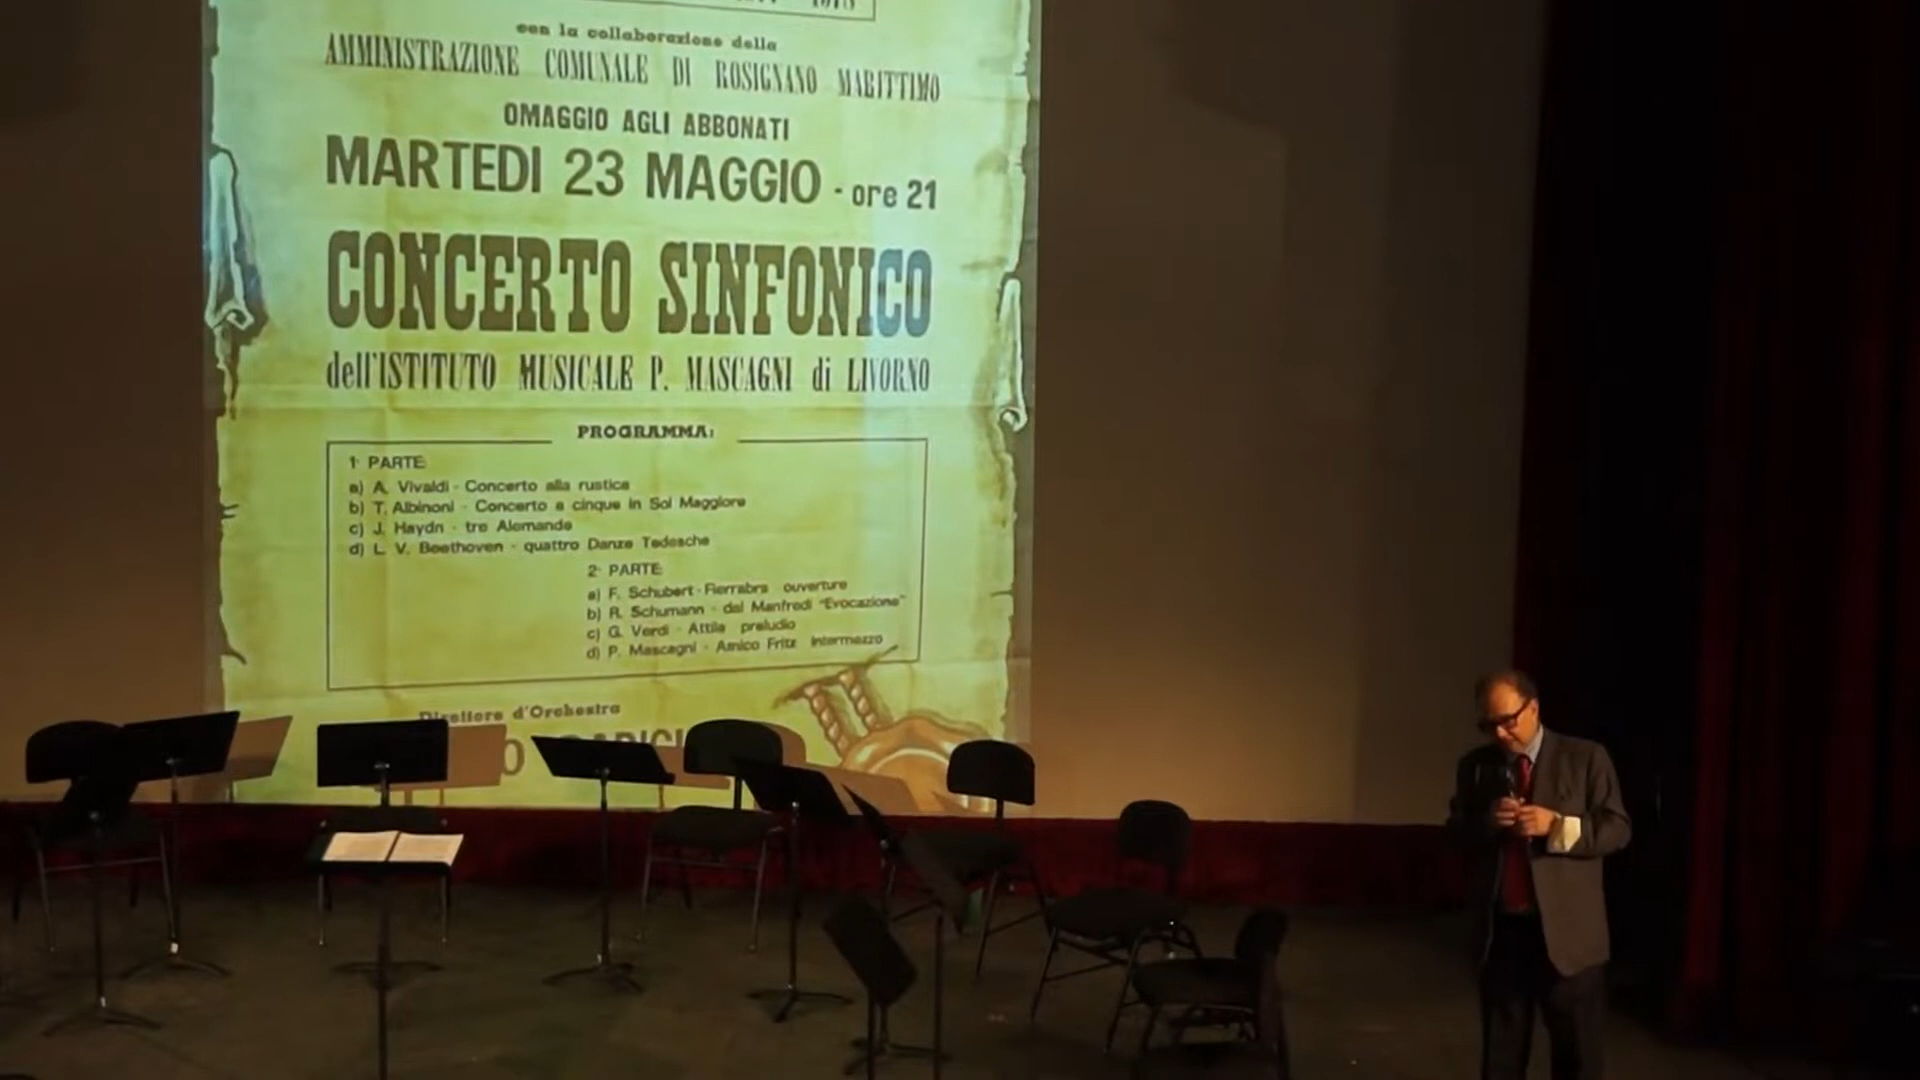 con la collaborazione della
AMMINISTRAZIONE COMUNALE DI ROSIGNANO MARITTIMO
OMAGGIO AGLI ABBONATI
MARTEDI 23 MAGGIO - ore 21
CONCERTO SINFONICO
dell'ISTITUTO MUSICALE P. MASCAGNI di LIVORNO
PROGRAMMA:
1ª PARTE:
a) A. Vivaldi - Concerto alla rustica
b) T. Albinoni - Concerto a cinque in Sol Maggiore
c) J. Haydn - tre Alemande
d) L. V. Beethoven - quattro Danze Tedesche
2ª PARTE:
a) F. Schubert - Fierrabrs ouverture
b) R. Schumann - dal Manfredi "Evocazione"
c) G. Verdi - Attila preludio
d) P. Mascagni - Amico Fritz intermezzo
Direttore d'Orchestra